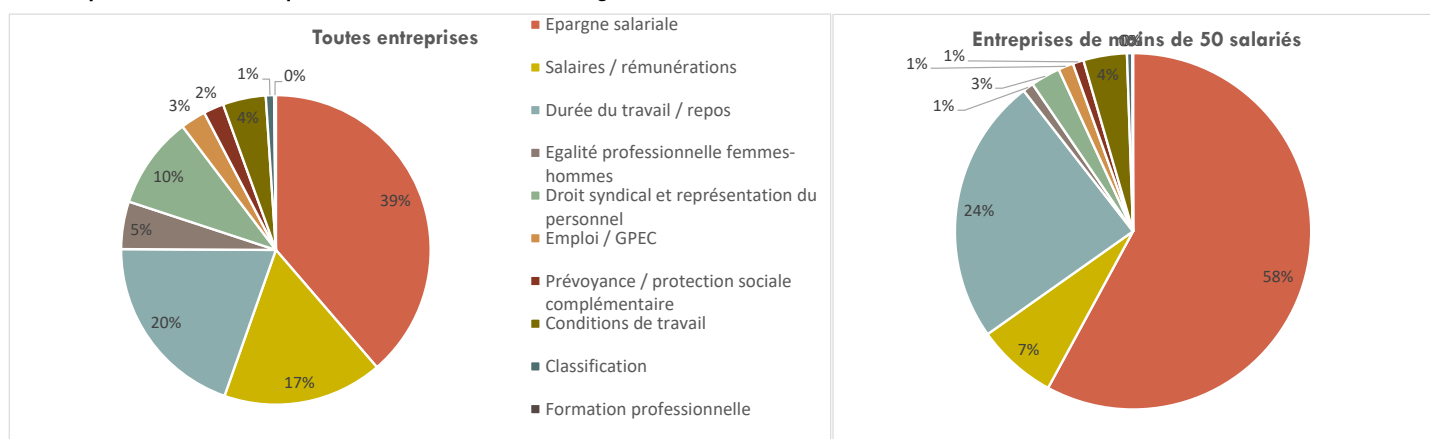 Toutes entreprises
1%
0%
2%
3%
4%
10%
5%
39%
20%
17%
Epargne salariale
Salaires / rémunérations
Durée du travail / repos
Egalité professionnelle femmes-
hommes
Droit syndical et représentation du
personnel
Emploi / GPEC
Prévoyance / protection sociale
complémentaire
Conditions de travail
Classification
Formation professionnelle
Entreprises de moins de 50 salariés
1%
1%
4%
3%
1%
24%
58%
7%